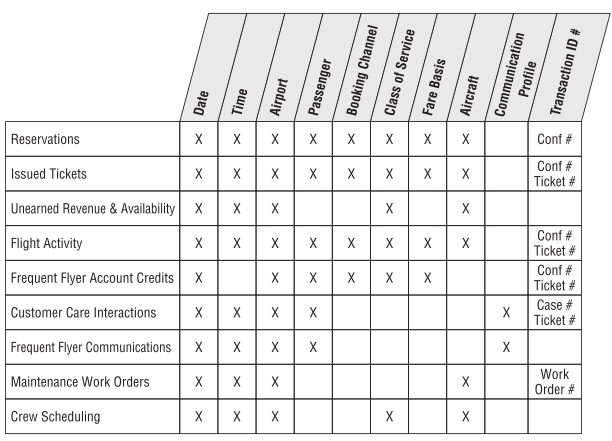 Date
Time
Airport
Passenger
Booking Channel
Class of Service
Fare Basis
Aircraft
Communication
Profile
Transaction ID #
Reservations X X X X X X X X Conf #
Issued Tickets X X X X X X X X Conf #
Ticket #
Unearned Revenue & Availability X X X X X
Flight Activity X X X X X X X X Conf #
Ticket #
Frequent Flyer Account Credits X X X X X X Conf #
Ticket #
Customer Care Interactions X X X X X Case #
Ticket #
Frequent Flyer Communications X X X X X
Maintenance Work Orders X X X X Work
Order #
Crew Scheduling X X X X X